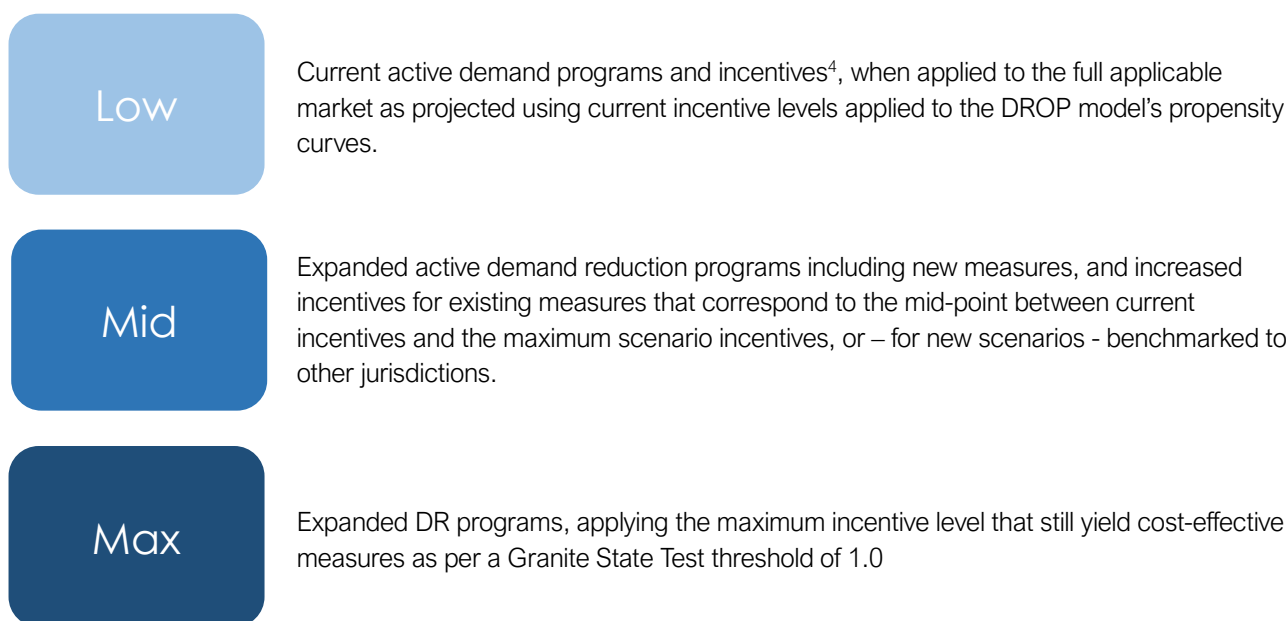 Low
Current active demand programs and incentives⁴, when applied to the full applicable
market as projected using current incentive levels applied to the DROP model's propensity
curves.
Mid
Expanded active demand reduction programs including new measures, and increased
incentives for existing measures that correspond to the mid-point between current
incentives and the maximum scenario incentives, or – for new scenarios - benchmarked to
other jurisdictions.
Max
Expanded DR programs, applying the maximum incentive level that still yield cost-effective
measures as per a Granite State Test threshold of 1.0